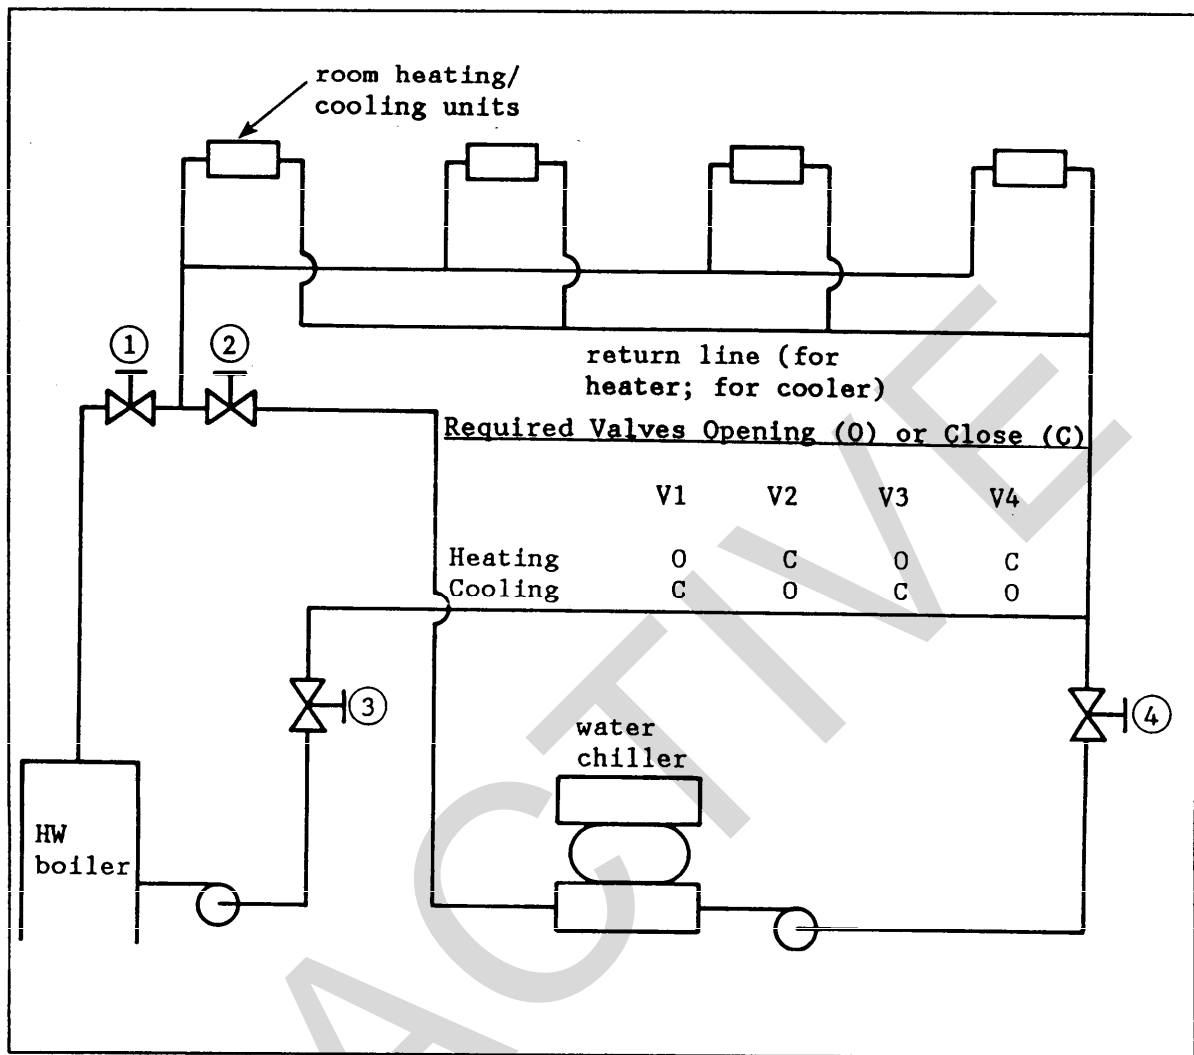 room heating/
cooling units
1
2
return line (for
heater; for cooler)
Required Valves Opening (O) or Close (C)
V1 V2 V3 V4
Heating O C O C
Cooling C O C O
3
4
water
chiller
HW
boiler
ACTIVE